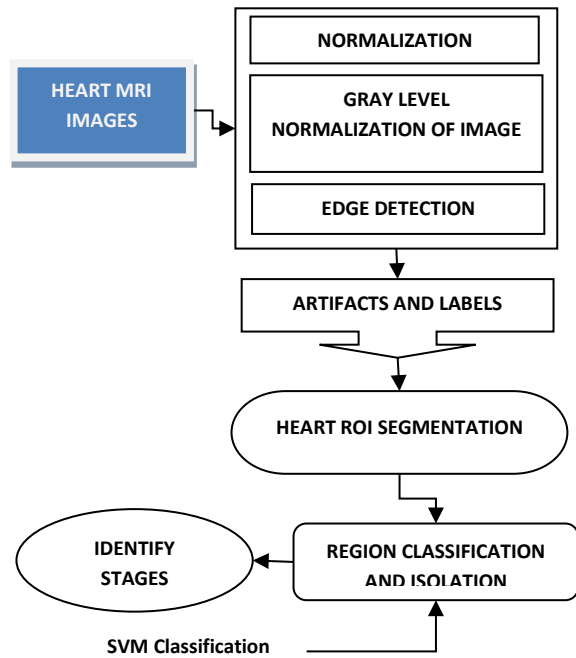 NORMALIZATION
HEART MRI
IMAGES
GRAY LEVEL
NORMALIZATION OF IMAGE
EDGE DETECTION
ARTIFACTS AND LABELS
HEART ROI SEGMENTATION
IDENTIFY
STAGES
REGION CLASSIFICATION
AND ISOLATION
SVM Classification